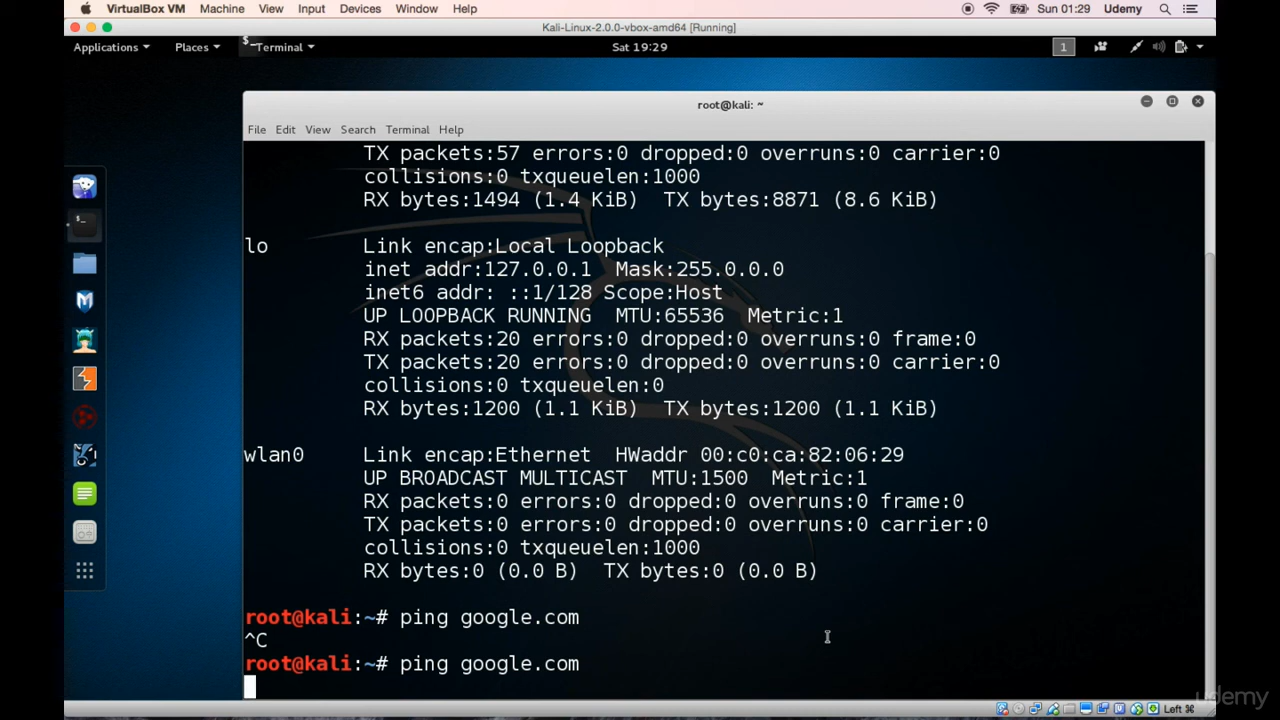 VirtualBox VM Machine View Input Devices Window Help Sun 01:29 Udemy
Kali-Linux-2.0.0-vbox-amd64 [Running]
Applications Places Terminal Sat 19:29 1
root@kali: ~
File Edit View Search Terminal Help
TX packets:57 errors:0 dropped:0 overruns:0 carrier:0
collisions:0 txqueuelen:1000
RX bytes:1494 (1.4 KiB) TX bytes:8871 (8.6 KiB)
lo Link encap:Local Loopback
inet addr:127.0.0.1 Mask:255.0.0.0
inet6 addr: ::1/128 Scope:Host
UP LOOPBACK RUNNING MTU:65536 Metric:1
RX packets:20 errors:0 dropped:0 overruns:0 frame:0
TX packets:20 errors:0 dropped:0 overruns:0 carrier:0
collisions:0 txqueuelen:0
RX bytes:1200 (1.1 KiB) TX bytes:1200 (1.1 KiB)
wlan0 Link encap:Ethernet HWaddr 00:c0:ca:82:06:29
UP BROADCAST MULTICAST MTU:1500 Metric:1
RX packets:0 errors:0 dropped:0 overruns:0 frame:0
TX packets:0 errors:0 dropped:0 overruns:0 carrier:0
collisions:0 txqueuelen:1000
RX bytes:0 (0.0 B) TX bytes:0 (0.0 B)
root@kali:~# ping google.com
^C
root@kali:~# ping google.com
Left ⌘
udemy